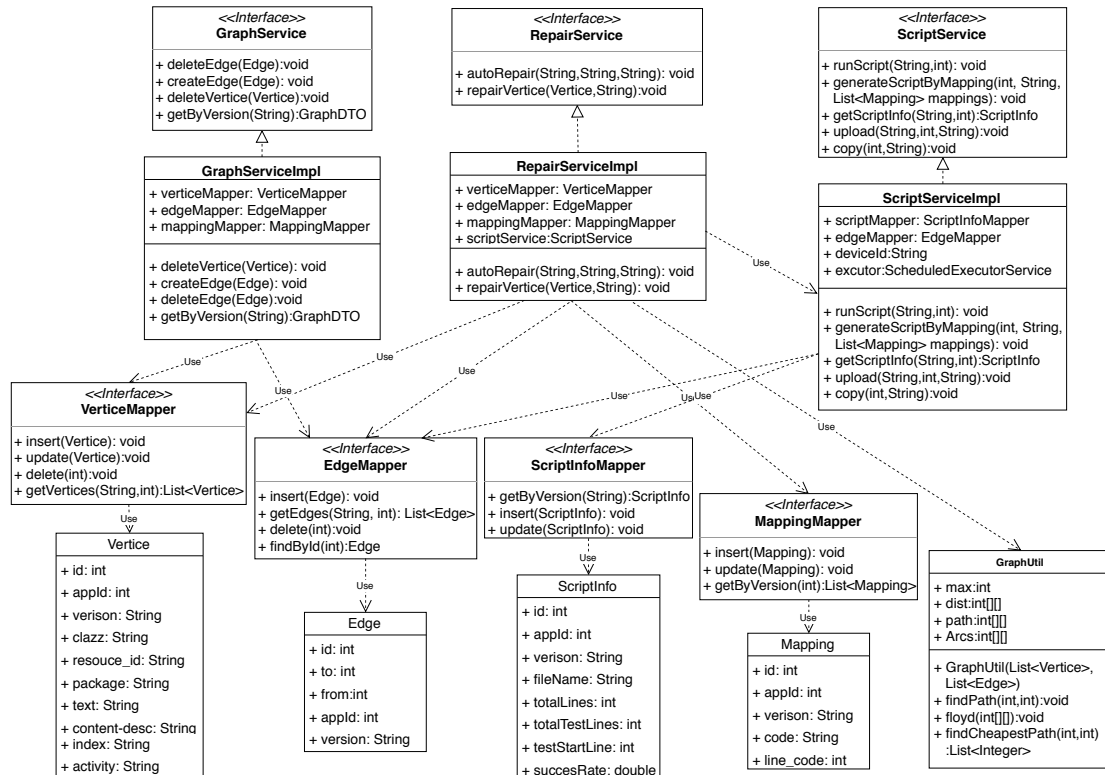 <<Interface>>
GraphService
+ deleteEdge(Edge):void
+ createEdge(Edge): void
+ deleteVertice(Vertice):void
+ getByVersion(String):GraphDTO
<<Interface>>
RepairService
+ autoRepair(String,String,String): void
+ repairVertice(Vertice,String):void
<<Interface>>
ScriptService
+ runScript(String,int): void
+ generateScriptByMapping(int, String,
List<Mapping> mappings): void
+ getScriptInfo(String,int):ScriptInfo
+ upload(String,int,String):void
+ copy(int,String):void
GraphServiceImpl
+ verticeMapper: VerticeMapper
+ edgeMapper: EdgeMapper
+ mappingMapper: MappingMapper
+ deleteVertice(Vertice): void
+ createEdge(Edge): void
+ deleteEdge(Edge):void
+ getByVersion(String):GraphDTO
RepairServiceImpl
+ verticeMapper: VerticeMapper
+ edgeMapper: EdgeMapper
+ mappingMapper: MappingMapper
+ scriptService:ScriptService
+ autoRepair(String,String,String): void
+ repairVertice(Vertice,String): void
ScriptServiceImpl
+ scriptMapper: ScriptInfoMapper
+ edgeMapper: EdgeMapper
+ deviceId:String
+ excutor:ScheduledExecutorService
+ runScript(String,int): void
+ generateScriptByMapping(int, String,
List<Mapping> mappings): void
+ getScriptInfo(String,int):ScriptInfo
+ upload(String,int,String):void
+ copy(int,String):void
Use
Use
Use
Use
Use
Use
Use
Use
Use
<<Interface>>
VerticeMapper
+ insert(Vertice): void
+ update(Vertice):void
+ delete(int):void
+ getVertices(String,int):List<Vertice>
<<Interface>>
EdgeMapper
+ insert(Edge): void
+ getEdges(String, int): List<Edge>
+ delete(int):void
+ findById(int):Edge
<<Interface>>
ScriptInfoMapper
+ getByVersion(String):ScriptInfo
+ insert(ScriptInfo): void
+ update(ScriptInfo): void
<<Interface>>
MappingMapper
+ insert(Mapping): void
+ update(Mapping): void
+ getByVersion(int):List<Mapping>
GraphUtil
+ max:int
+ dist:int[][]
+ path:int[][]
+ Arcs:int[][]
+ GraphUtil(List<Vertice>,
List<Edge>)
+ findPath(int,int):void
+ floyd(int[][]):void
+ findCheapestPath(int,int)
:List<Integer>
Use
Use
Use
Use
Vertice
+ id: int
+ appId: int
+ verison: String
+ clazz: String
+ resouce_id: String
+ package: String
+ text: String
+ content-desc: String
+ index: String
+ activity: String
Edge
+ id: int
+ to: int
+ from:int
+ appId: int
+ version: String
ScriptInfo
+ id: int
+ appId: int
+ verison: String
+ fileName: String
+ totalLines: int
+ totalTestLines: int
+ testStartLine: int
+ succesRate: double
Mapping
+ id: int
+ appId: int
+ verison: String
+ code: String
+ line_code: int